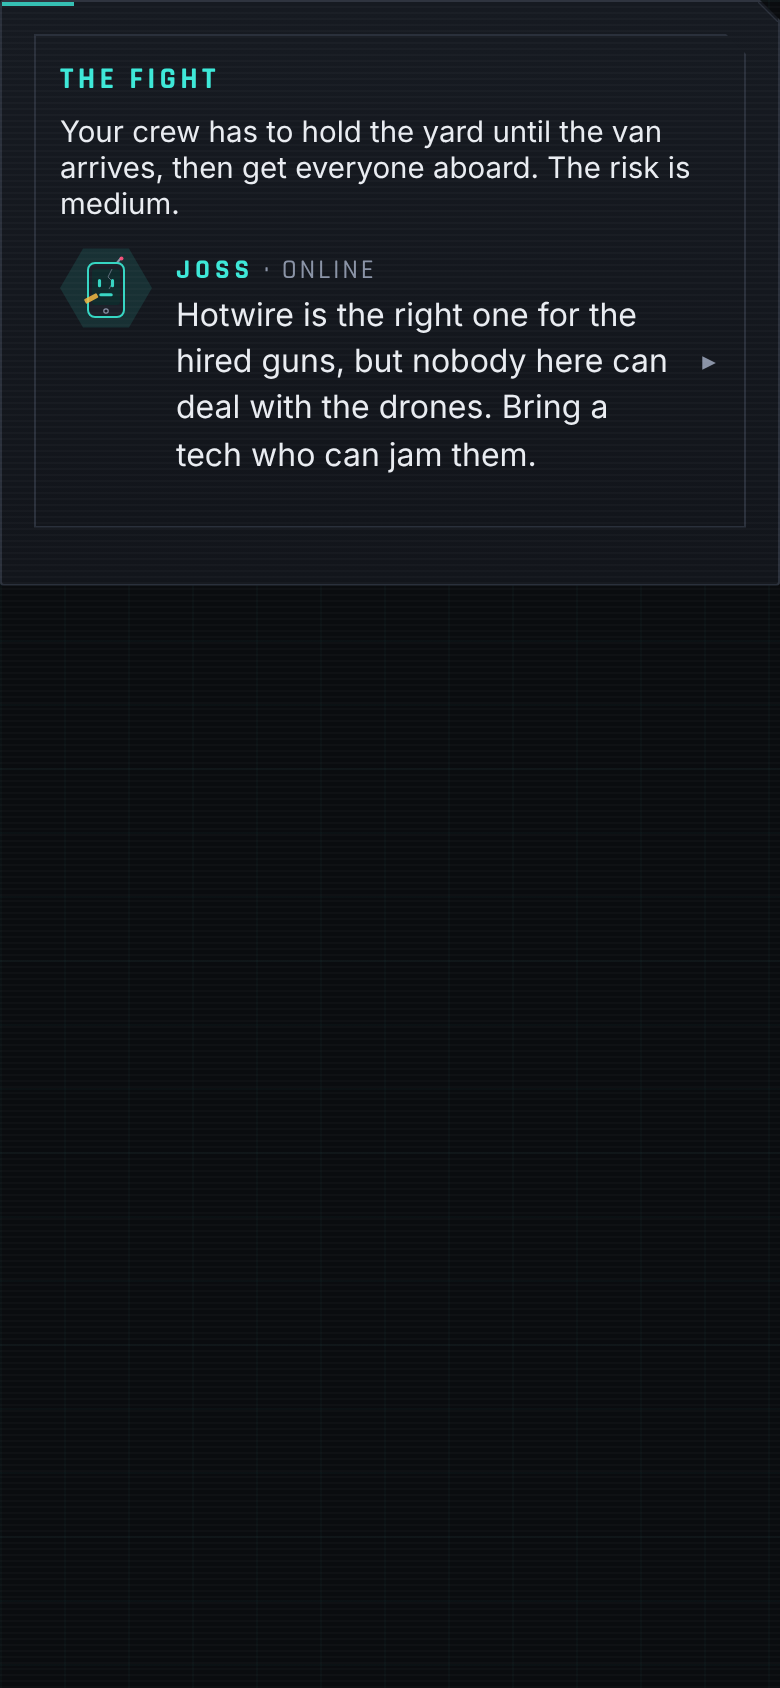 THE FIGHT
Your crew has to hold the yard until the van
arrives, then get everyone aboard. The risk is
medium.
JOSS · ONLINE
Hotwire is the right one for the
hired guns, but nobody here can
deal with the drones. Bring a
tech who can jam them.